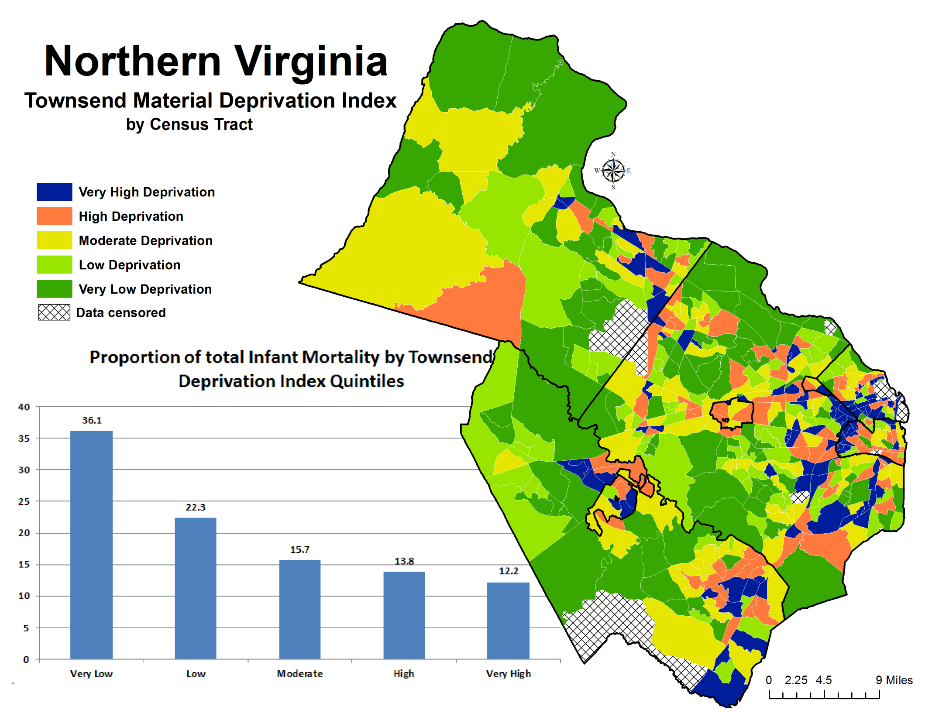 Northern Virginia
Townsend Material Deprivation Index
by Census Tract
N
W E
S
Very High Deprivation
High Deprivation
Moderate Deprivation
Low Deprivation
Very Low Deprivation
Data censored
Proportion of total Infant Mortality by Townsend
Deprivation Index Quintiles
40
35
30
25
20
15
10
5
0
36.1
22.3
15.7
13.8
12.2
Very Low
Low
Moderate
High
Very High
0 2.25 4.5 9 Miles